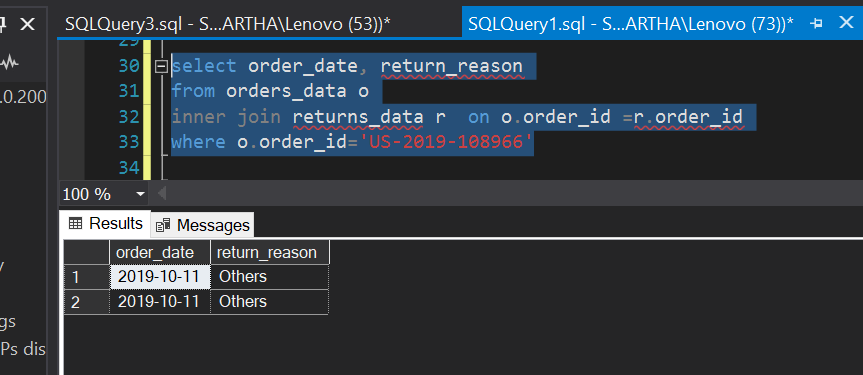 SQLQuery3.sql - S...ARTHA\Lenovo (53))*
SQLQuery1.sql - S...ARTHA\Lenovo (73))*
29
.0.200
30 select order_date, return_reason
31 from orders_data o
32 inner join returns_data r  on o.order_id =r.order_id
33 where o.order_id='US-2019-108966'
34
100 %
Results Messages
order_date return_reason
1 2019-10-11 Others
2 2019-10-11 Others
y
gs
Ps dis